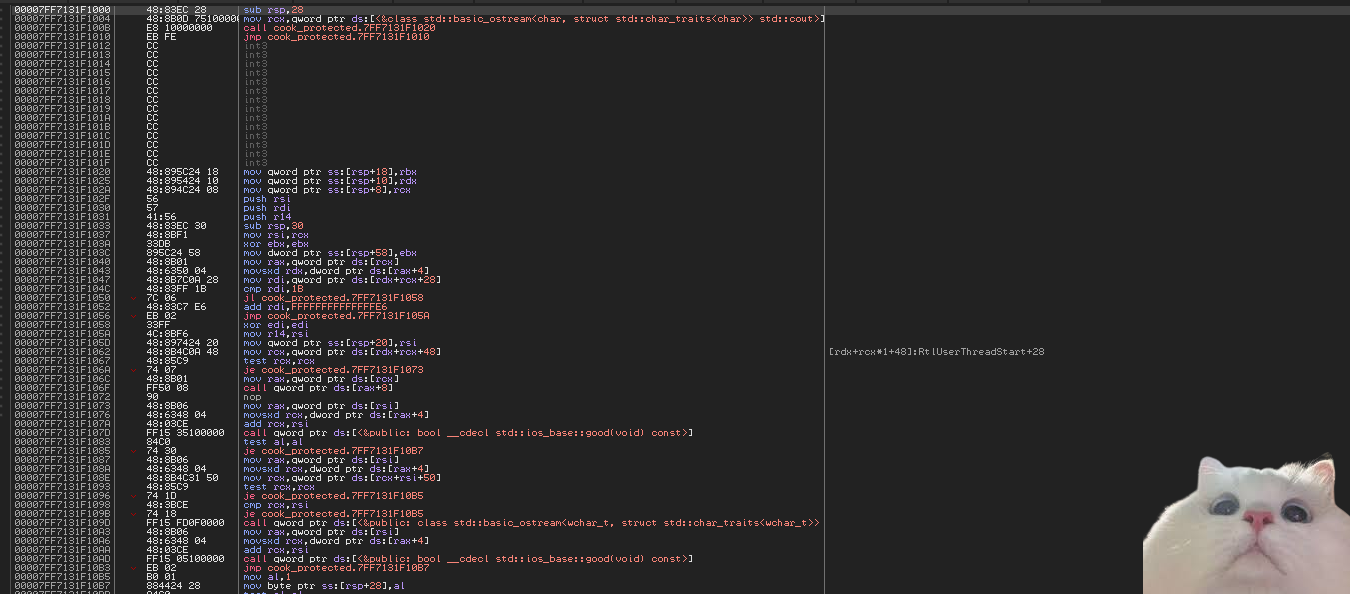 00007FF7131F1000 48:83EC 28 sub rsp,28
00007FF7131F1004 48:8B0D 75100000 mov rcx,qword ptr ds:[<&class std::basic_ostream<char, struct std::char_traits<char>> std::cout>]
00007FF7131F100B E8 10000000 call cook_protected.7FF7131F1020
00007FF7131F1010 EB FE jmp cook_protected.7FF7131F1010
00007FF7131F1012 CC int3
00007FF7131F1013 CC int3
00007FF7131F1014 CC int3
00007FF7131F1015 CC int3
00007FF7131F1016 CC int3
00007FF7131F1017 CC int3
00007FF7131F1018 CC int3
00007FF7131F1019 CC int3
00007FF7131F101A CC int3
00007FF7131F101B CC int3
00007FF7131F101C CC int3
00007FF7131F101D CC int3
00007FF7131F101E CC int3
00007FF7131F101F CC int3
00007FF7131F1020 48:895C24 18 mov qword ptr ss:[rsp+18],rbx
00007FF7131F1025 48:895424 10 mov qword ptr ss:[rsp+10],rdx
00007FF7131F102A 48:894C24 08 mov qword ptr ss:[rsp+8],rcx
00007FF7131F102F 56 push rsi
00007FF7131F1030 57 push rdi
00007FF7131F1031 41:56 push r14
00007FF7131F1033 48:83EC 30 sub rsp,30
00007FF7131F1037 48:8BF1 mov rsi,rcx
00007FF7131F103A 33DB xor ebx,ebx
00007FF7131F103C 895C24 58 mov dword ptr ss:[rsp+58],ebx
00007FF7131F1040 48:8B01 mov rax,qword ptr ds:[rcx]
00007FF7131F1043 48:6350 04 movsxd rdx,dword ptr ds:[rax+4]
00007FF7131F1047 48:8B7C0A 28 mov rdi,qword ptr ds:[rdx+rcx+28]
00007FF7131F104C 48:83FF 1B cmp rdi,1B
00007FF7131F1050 7C 06 jl cook_protected.7FF7131F1058
00007FF7131F1052 48:83C7 E6 add rdi,FFFFFFFFFFFFFFE6
00007FF7131F1056 EB 02 jmp cook_protected.7FF7131F105A
00007FF7131F1058 33FF xor edi,edi
00007FF7131F105A 4C:8BF6 mov r14,rsi
00007FF7131F105D 48:897424 20 mov qword ptr ss:[rsp+20],rsi
00007FF7131F1062 48:8B4C0A 48 mov rcx,qword ptr ds:[rdx+rcx+48] [rdx+rcx*1+48]:RtlUserThreadStart+28
00007FF7131F1067 48:85C9 test rcx,rcx
00007FF7131F106A 74 07 je cook_protected.7FF7131F1073
00007FF7131F106C 48:8B01 mov rax,qword ptr ds:[rcx]
00007FF7131F106F FF50 08 call qword ptr ds:[rax+8]
00007FF7131F1072 90 nop
00007FF7131F1073 48:8B06 mov rax,qword ptr ds:[rsi]
00007FF7131F1076 48:6348 04 movsxd rcx,dword ptr ds:[rax+4]
00007FF7131F107A 48:03CE add rcx,rsi
00007FF7131F107D FF15 35100000 call qword ptr ds:[<&public: bool __cdecl std::ios_base::good(void) const>]
00007FF7131F1083 84C0 test al,al
00007FF7131F1085 74 30 je cook_protected.7FF7131F10B7
00007FF7131F1087 48:8B06 mov rax,qword ptr ds:[rsi]
00007FF7131F108A 48:6348 04 movsxd rcx,dword ptr ds:[rax+4]
00007FF7131F108E 48:8B4C31 50 mov rcx,qword ptr ds:[rcx+rsi+50]
00007FF7131F1093 48:85C9 test rcx,rcx
00007FF7131F1096 74 1D je cook_protected.7FF7131F10B5
00007FF7131F1098 48:3BCE cmp rcx,rsi
00007FF7131F109B 74 18 je cook_protected.7FF7131F10B5
00007FF7131F109D FF15 FD0F0000 call qword ptr ds:[<&public: class std::basic_ostream<wchar_t, struct std::char_traits<wchar_t>>
00007FF7131F10A3 48:8B06 mov rax,qword ptr ds:[rsi]
00007FF7131F10A6 48:6348 04 movsxd rcx,dword ptr ds:[rax+4]
00007FF7131F10AA 48:03CE add rcx,rsi
00007FF7131F10AD FF15 05100000 call qword ptr ds:[<&public: bool __cdecl std::ios_base::good(void) const>]
00007FF7131F10B3 EB 02 jmp cook_protected.7FF7131F10B7
00007FF7131F10B5 B0 01 mov al,1
00007FF7131F10B7 884424 28 mov byte ptr ss:[rsp+28],al